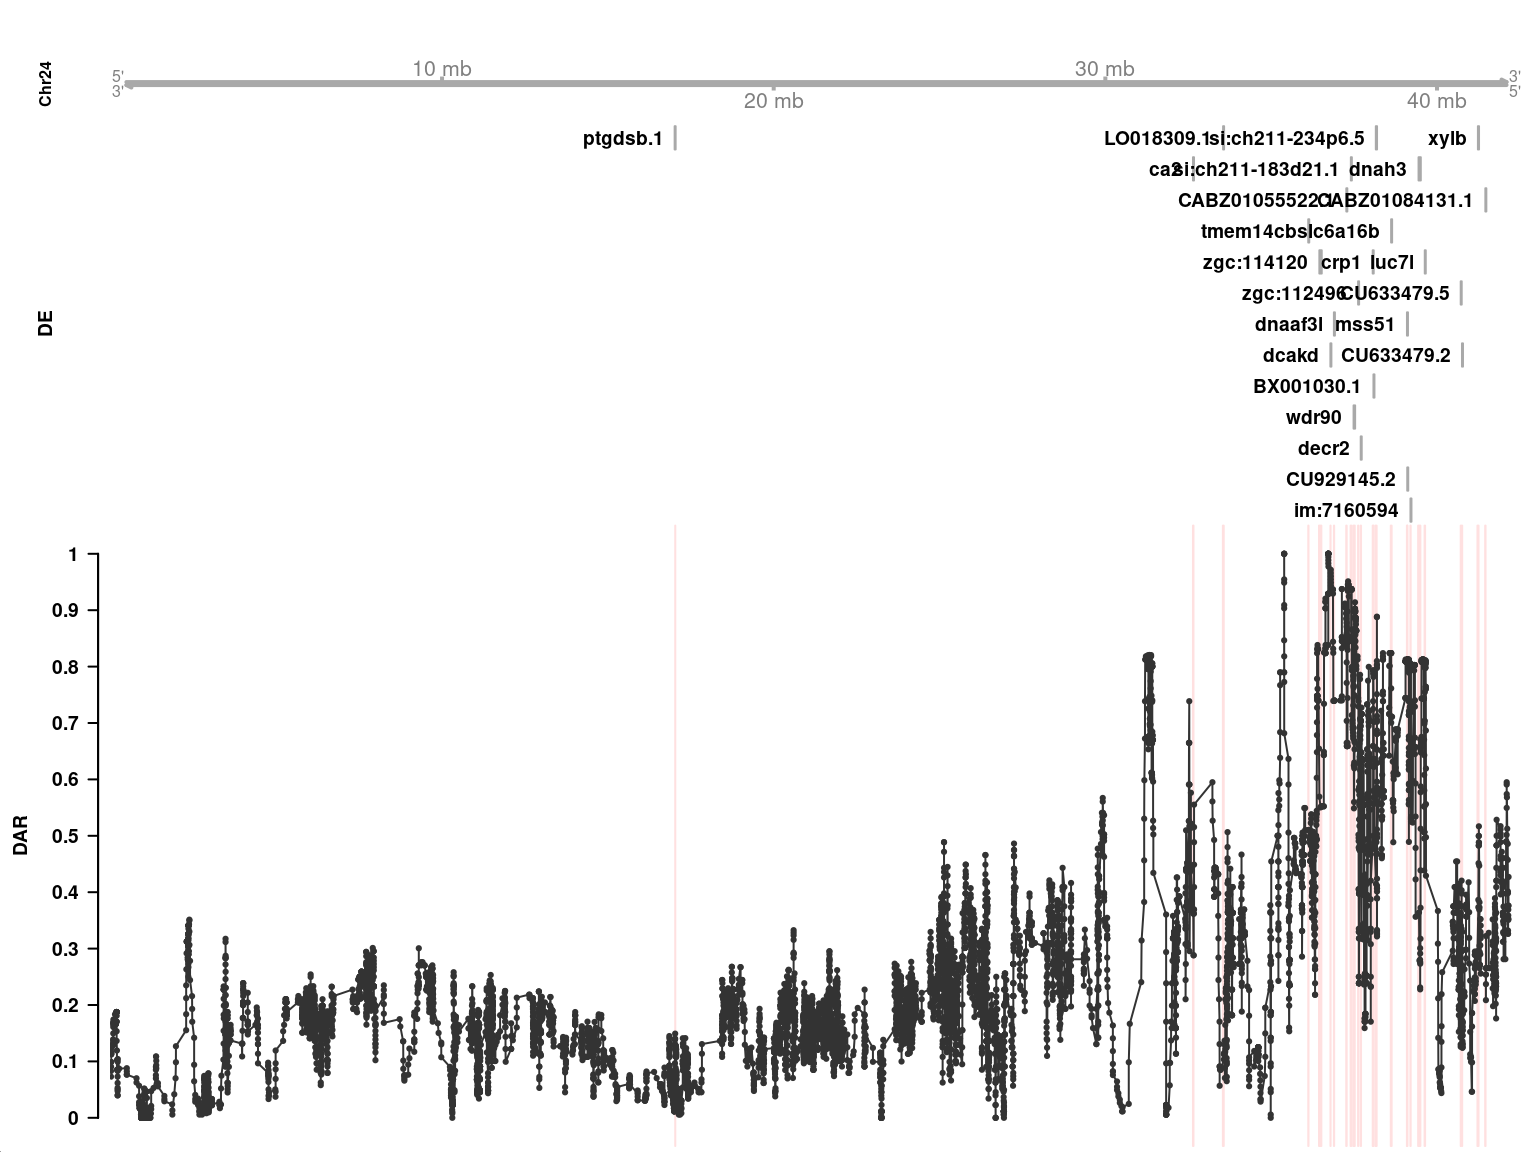 Chr24
5' 3'
3' 5'
10 mb 30 mb
20 mb 40 mb
DE
ptgdsb.1 LO018309.1 si:ch211-234p6.5 xylb
ca2 si:ch211-183d21.1 dnah3
CABZ01055522.1 CABZ01084131.1
tmem14cb slc6a16b
zgc:114120 crp1 luc7l
zgc:112496 CU633479.5
dnaaf3l mss51
dcakd CU633479.2
BX001030.1
wdr90
decr2
CU929145.2
im:7160594
DAR
1
0.9
0.8
0.7
0.6
0.5
0.4
0.3
0.2
0.1
0